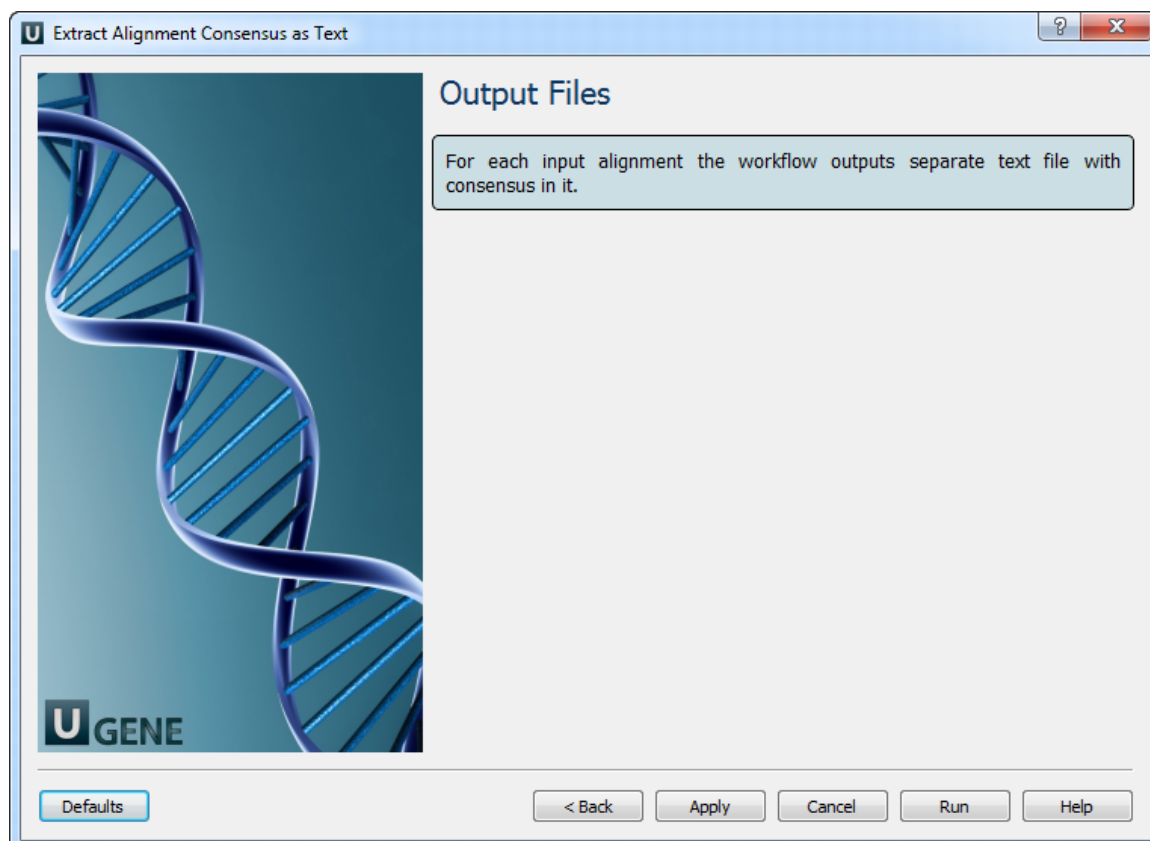 U Extract Alignment Consensus as Text
Output Files
For each input alignment the workflow outputs separate text file with
consensus in it.
U GENE
Defaults
< Back
Apply
Cancel
Run
Help